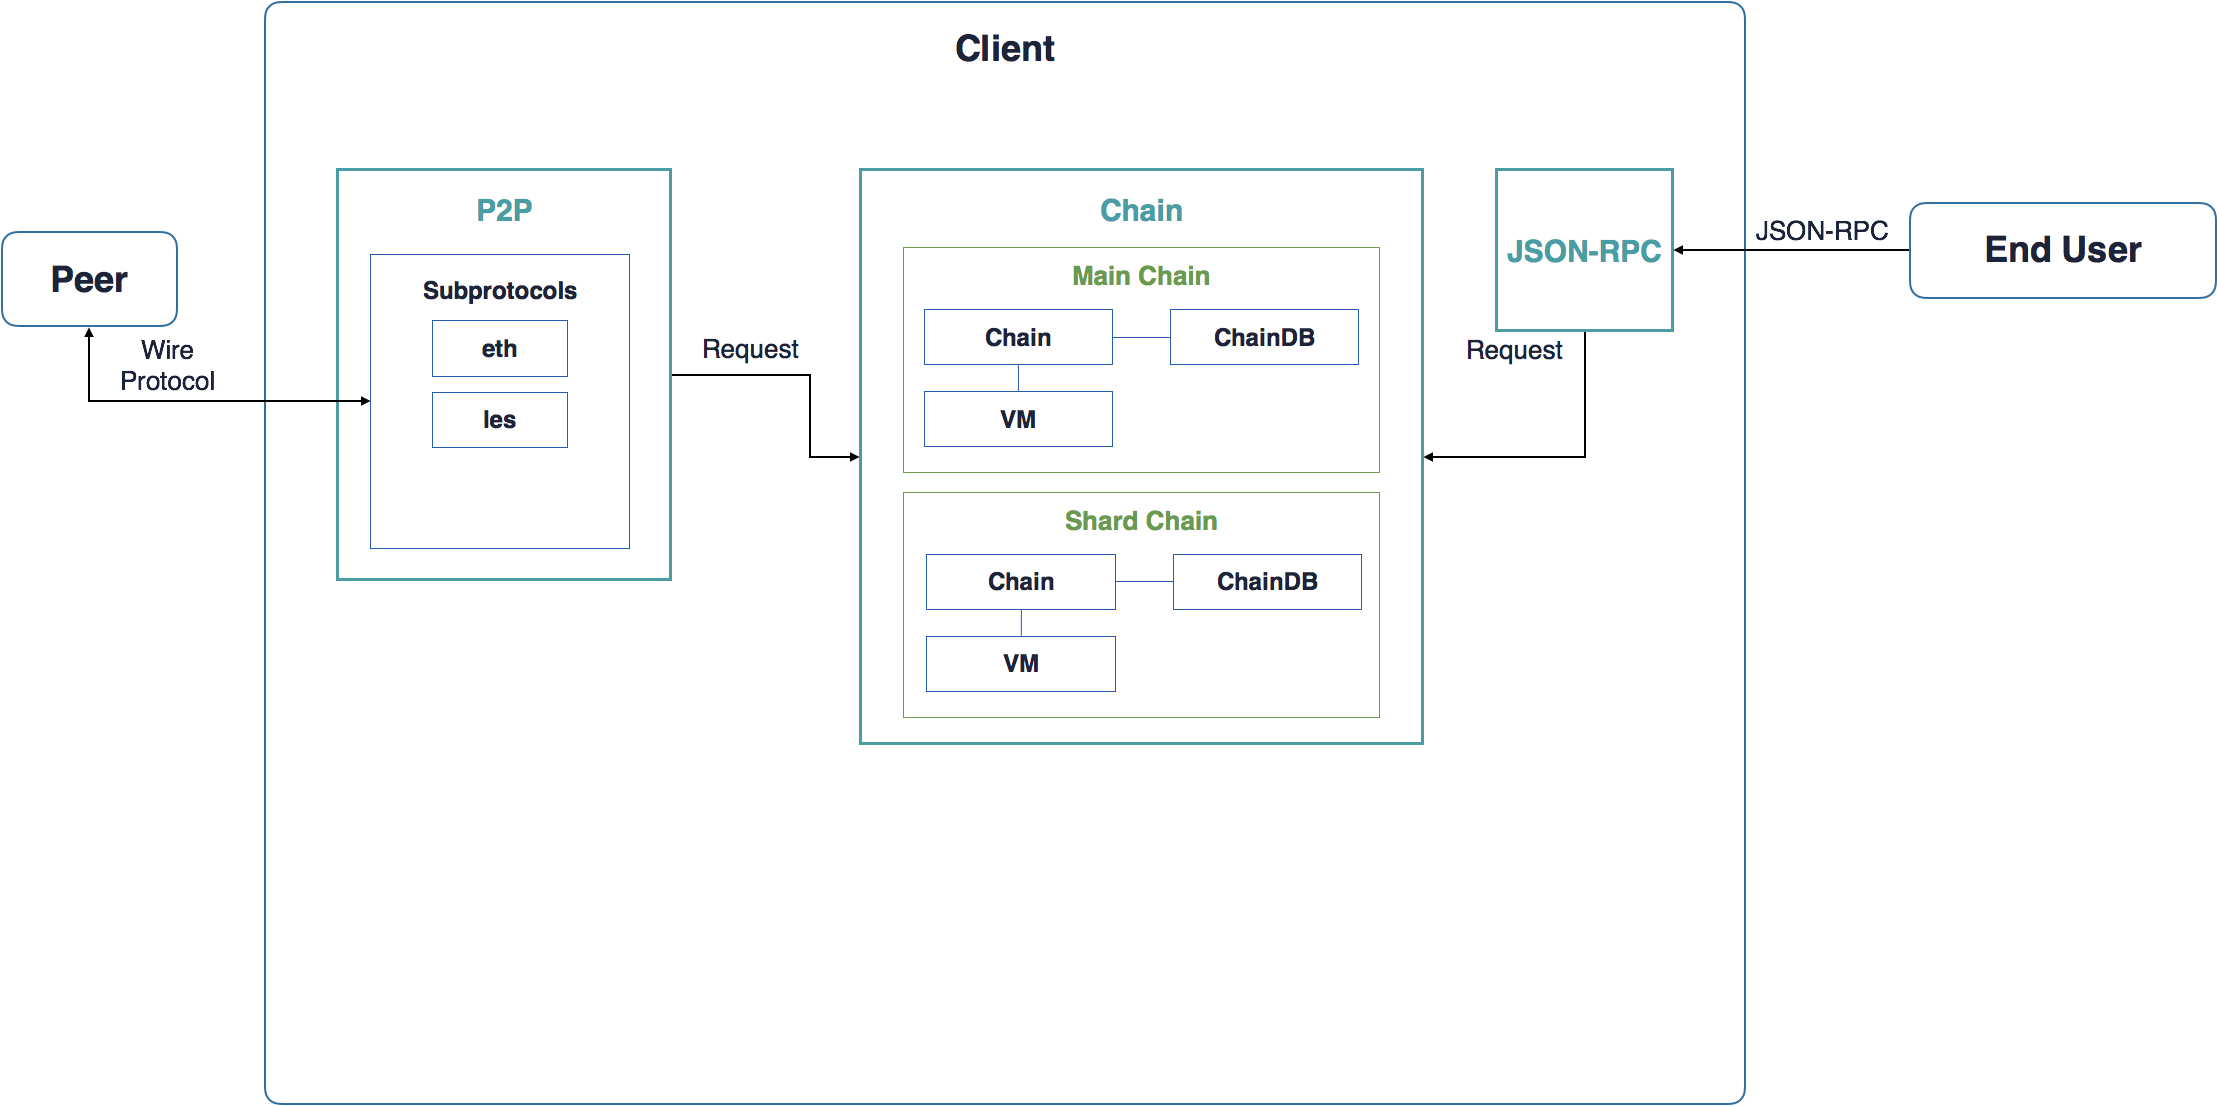 Client
Peer
Wire
Protocol
P2P
Subprotocols
eth
les
Request
Chain
Main Chain
Chain
ChainDB
VM
Shard Chain
Chain
ChainDB
VM
JSON-RPC
Request
JSON-RPC
End User